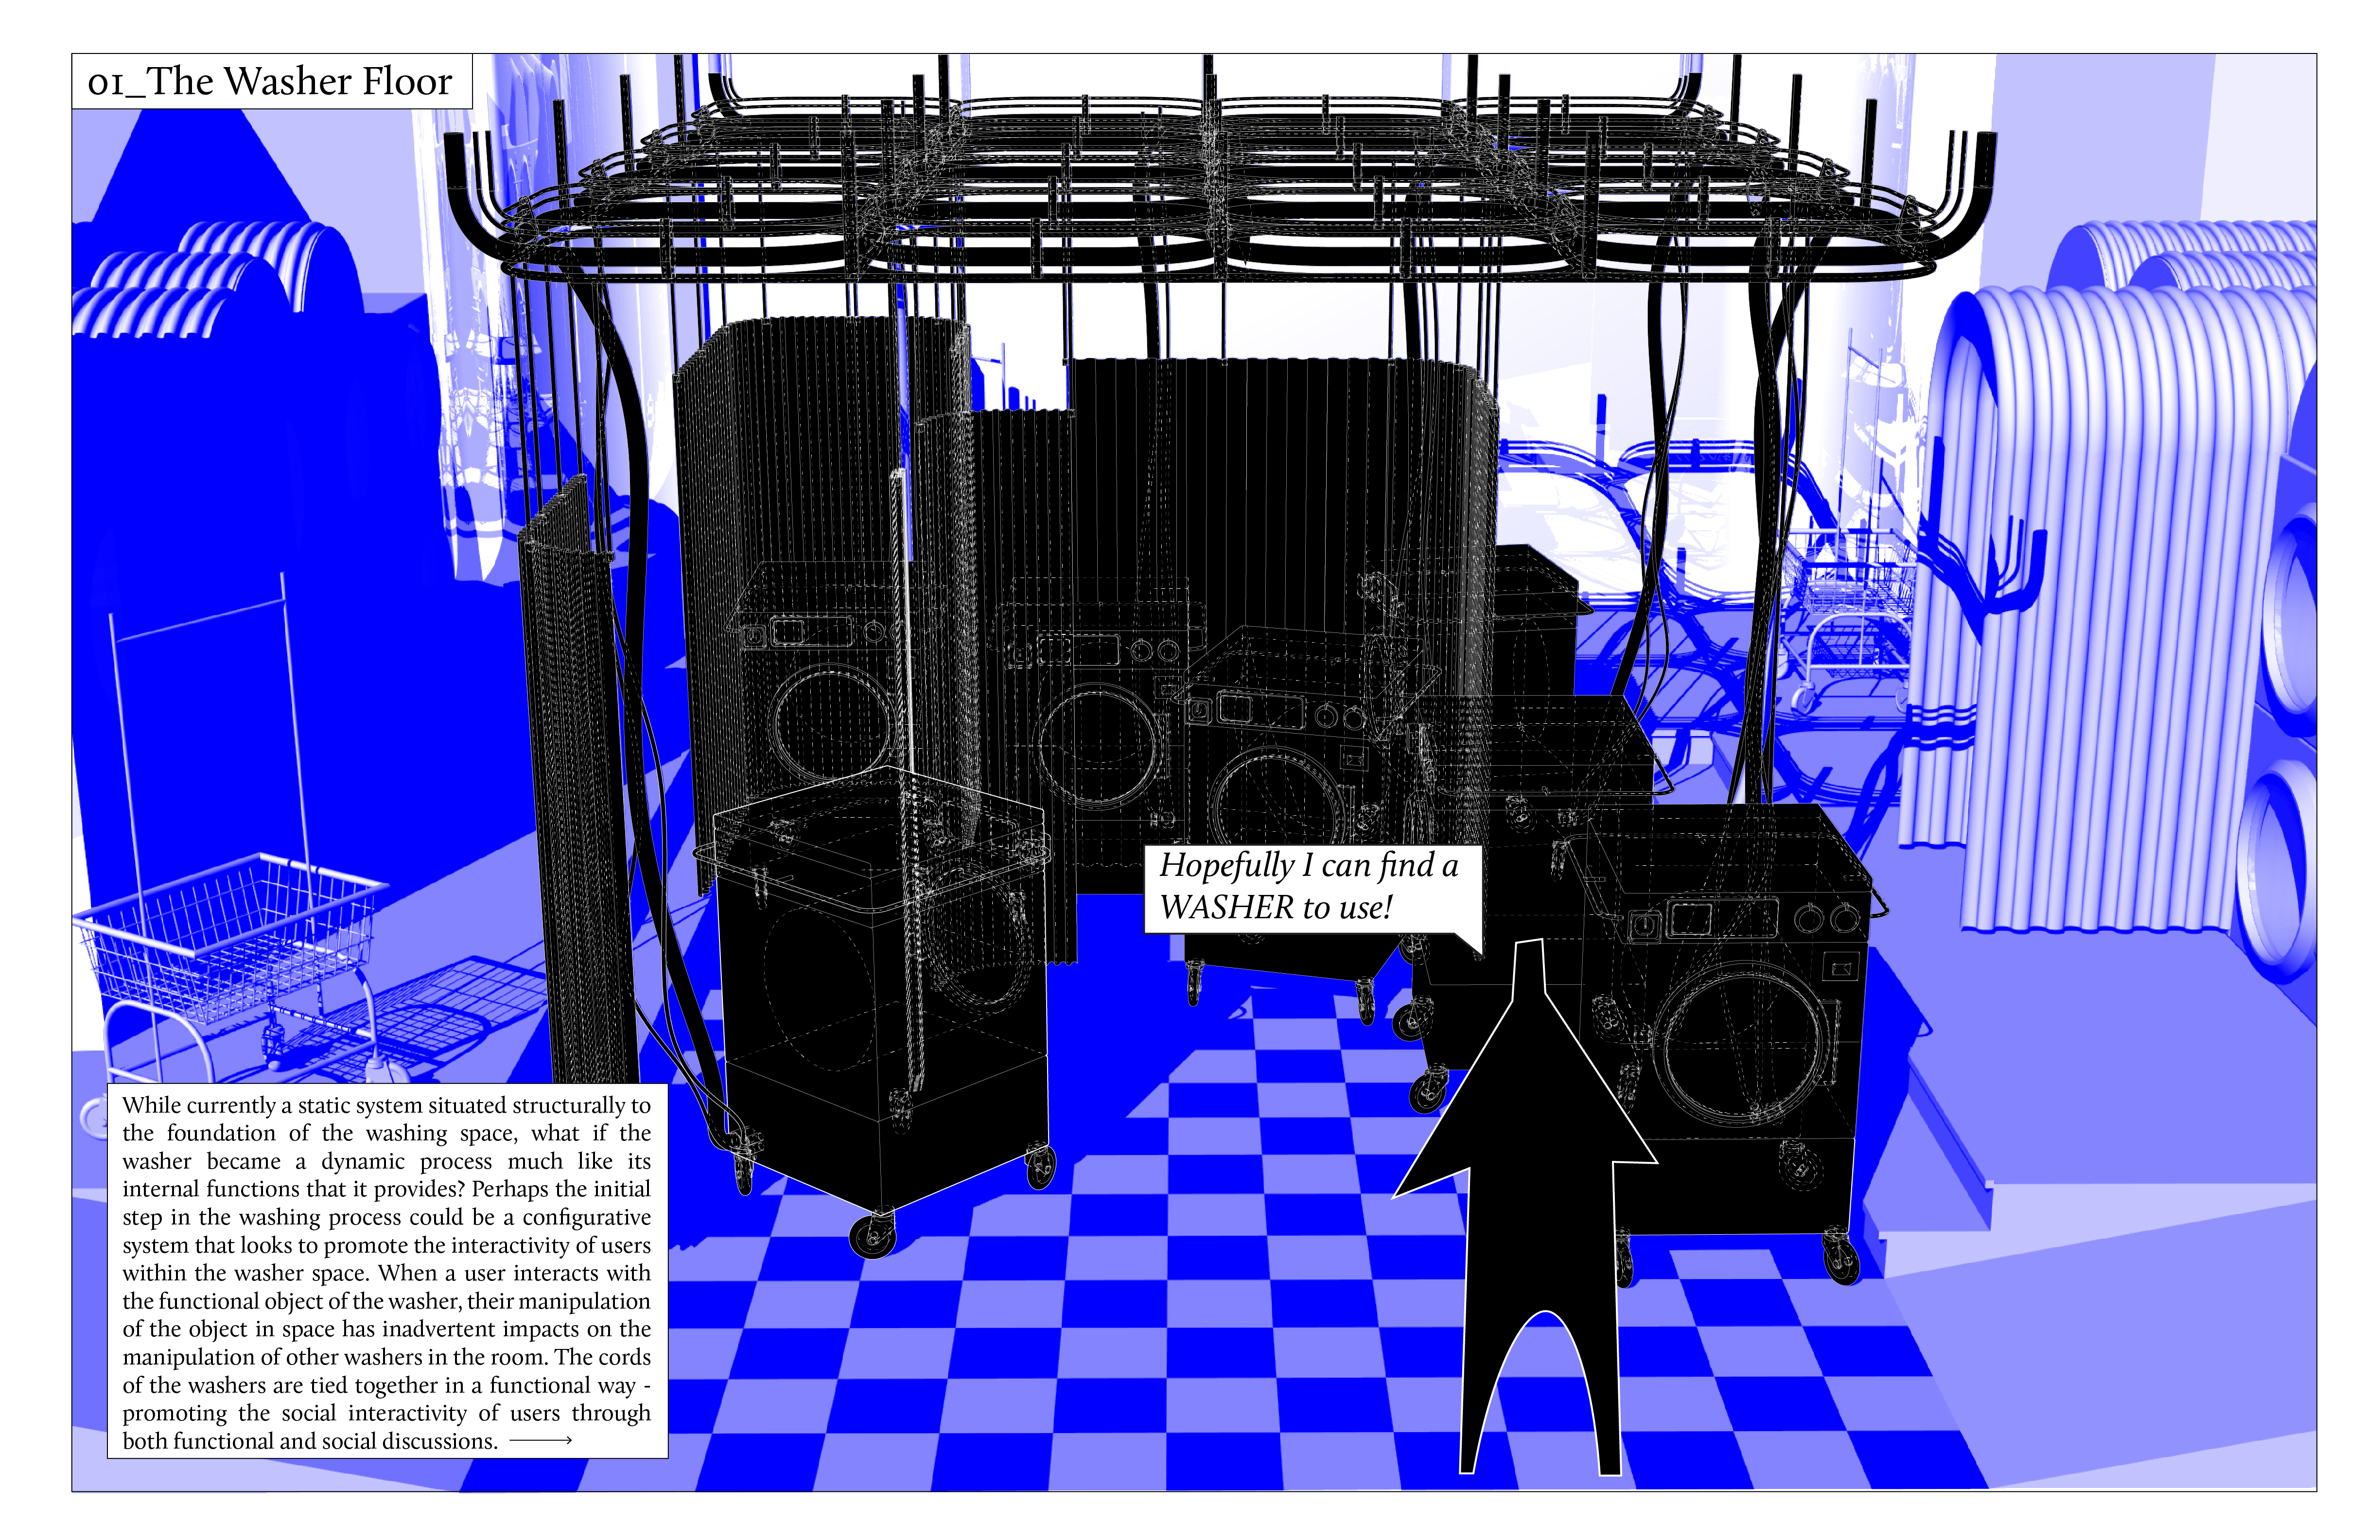 01_The Washer Floor
Hopefully I can find a
WASHER to use!
While currently a static system situated structurally to
the foundation of the washing space, what if the
washer became a dynamic process much like its
internal functions that it provides? Perhaps the initial
step in the washing process could be a configurative
system that looks to promote the interactivity of users
within the washer space. When a user interacts with
the functional object of the washer, their manipulation
of the object in space has inadvertent impacts on the
manipulation of other washers in the room. The cords
of the washers are tied together in a functional way -
promoting the social interactivity of users through
both functional and social discussions. ⟶